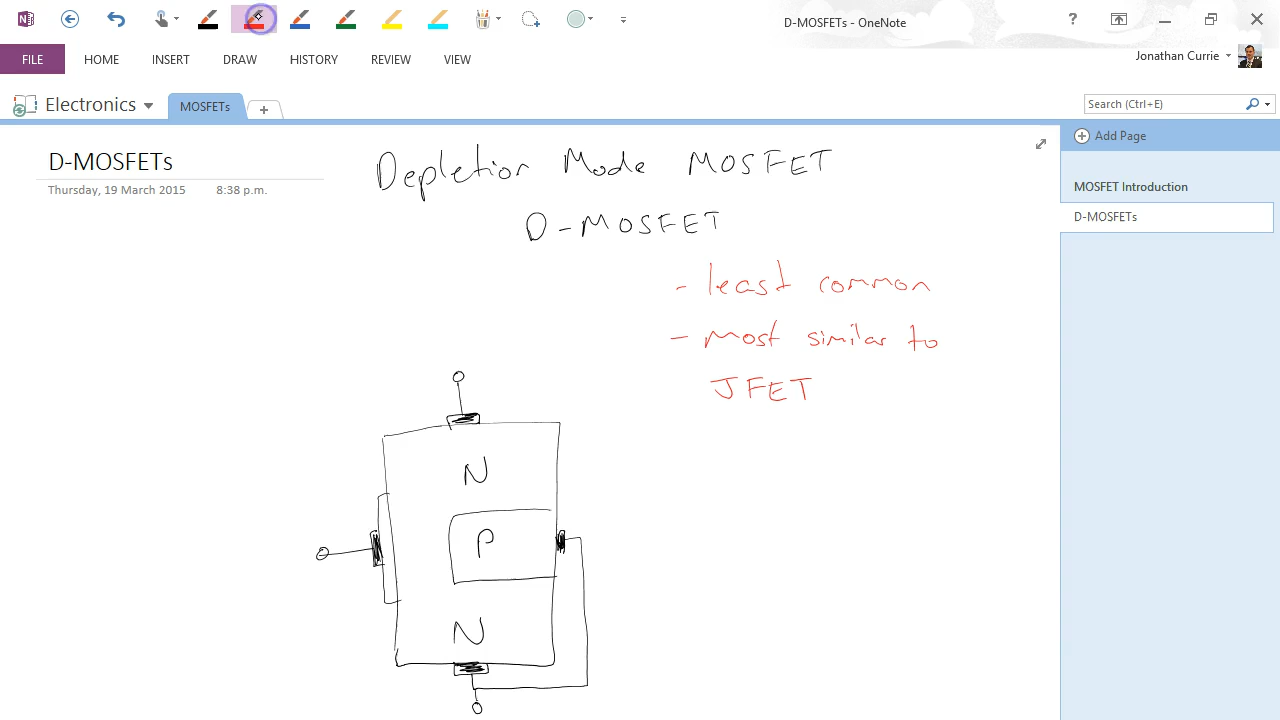 D-MOSFETs - OneNote
?
FILE HOME INSERT DRAW HISTORY REVIEW VIEW
Jonathan Currie
Electronics
MOSFETs
+
Search (Ctrl+E)
Add Page
MOSFET Introduction
D-MOSFETs
D-MOSFETs
Thursday, 19 March 2015 8:38 p.m.
Depletion Mode MOSFET
D-MOSFET
- least common
- most similar to
JFET
N
P
N